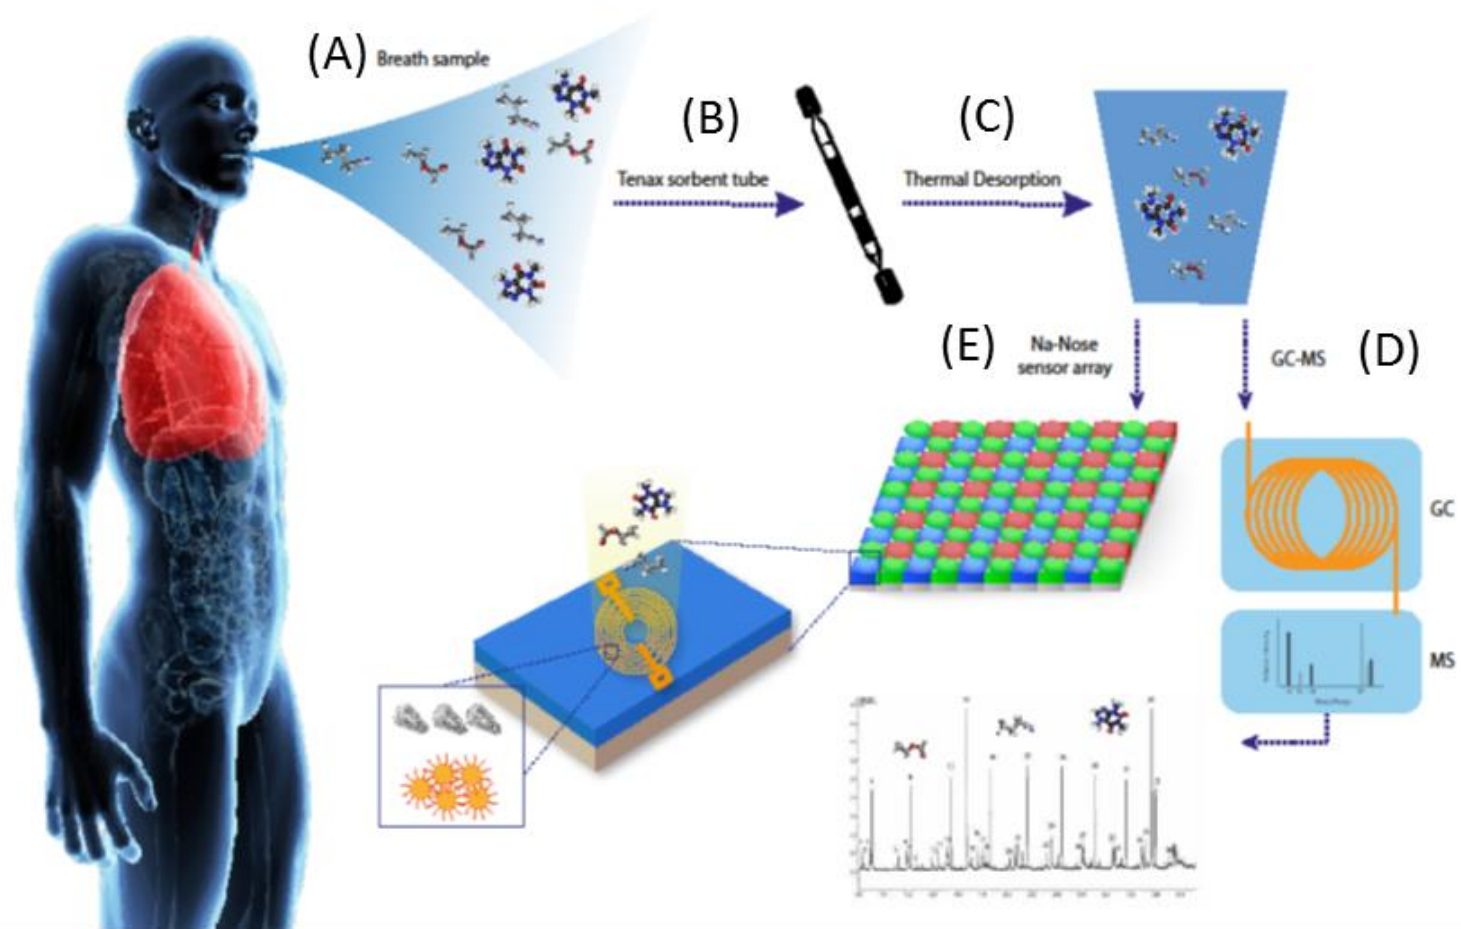 (A) Breath sample
(B)
Tenax sorbent tube
(C)
Thermal Desorption
(E)
Na-Nose
sensor array
GC-MS
(D)
GC
MS